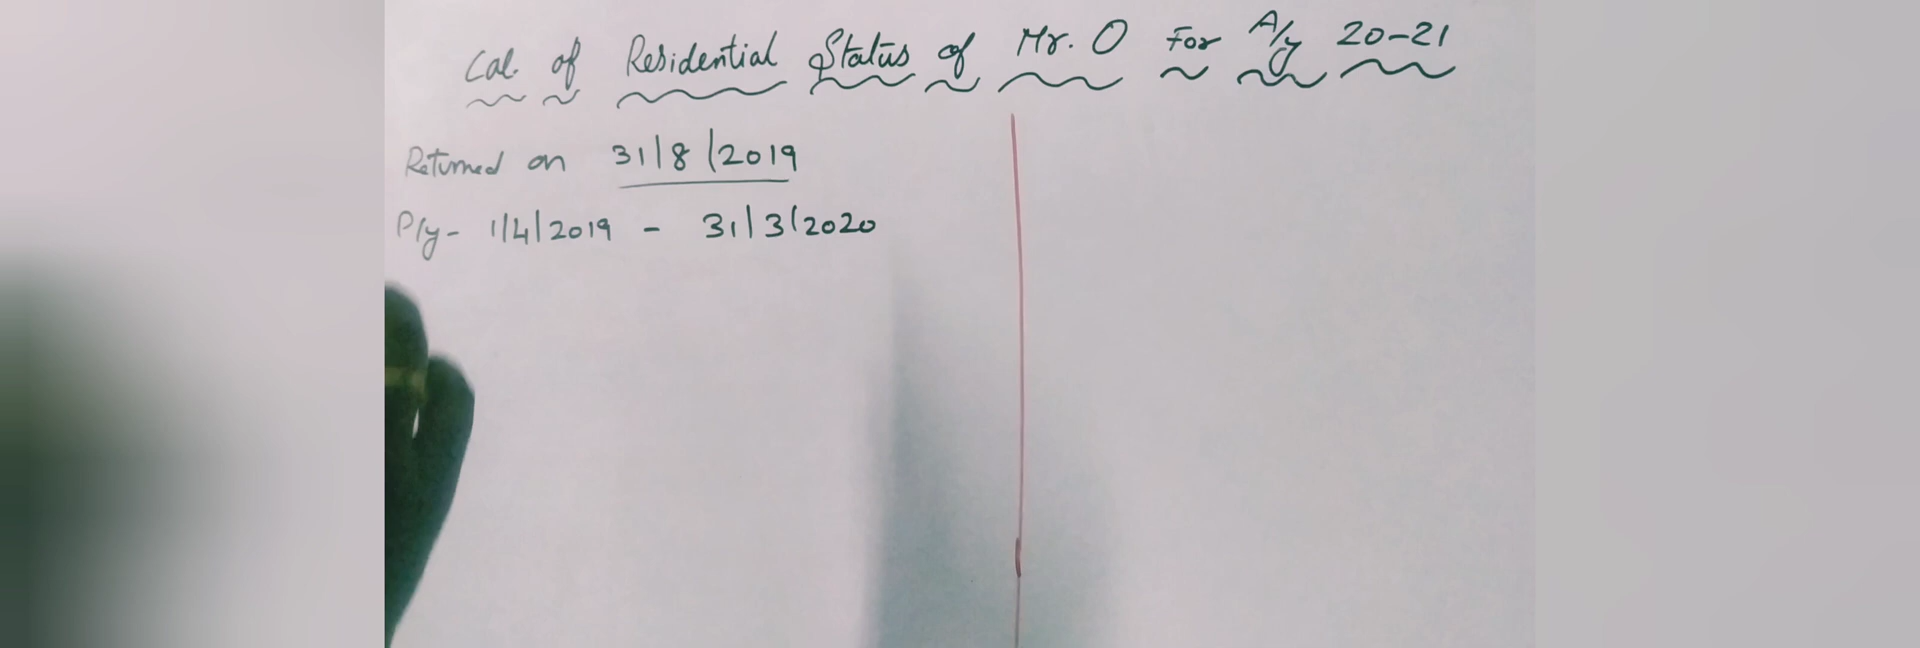 Cal. of Residential Status of Mr. O For A/y 20-21
Returned on 31/8/2019
P/y- 1/4/2019 - 31/3/2020